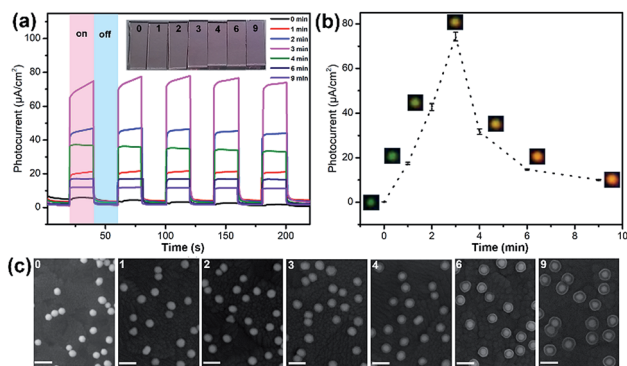 (a)
on
off
0 1 2 3 4 6 9
0 min
1 min
2 min
3 min
4 min
6 min
9 min
Photocurrent (μA/cm²)
100
80
60
40
20
0
0 50 100 150 200
Time (s)
(b)
Photocurrent (μA/cm²)
80
60
40
20
0
0 2 4 6 8 10
Time (min)
(c)
0 1 2 3 4 6 9